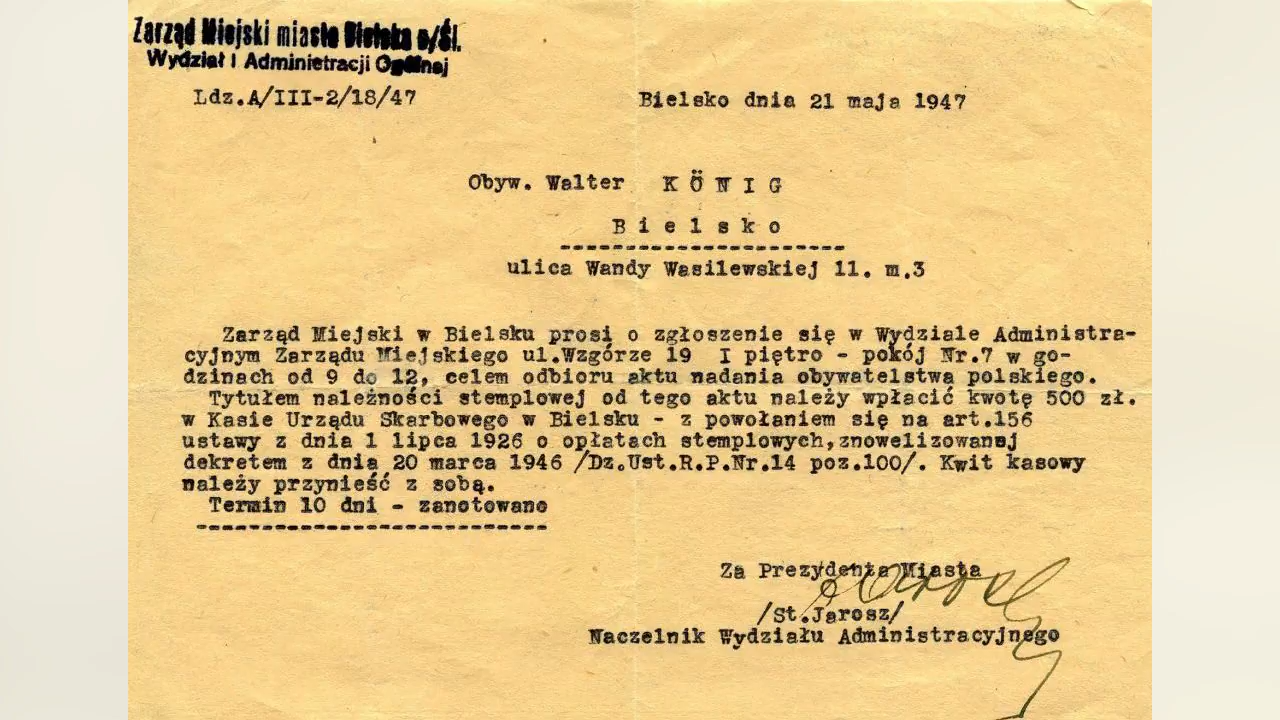 Zarząd Miejski miasta Bielska n/Śl.
Wydział I Administracji Ogólnej
Ldz.A/III-2/18/47
Bielsko dnia 21 maja 1947
Obyw. Walter KÖNIG
Bielsko
ulica Wandy Wasilewskiej 11. m.3
Zarząd Miejski w Bielsku prosi o zgłoszenie się w Wydziale Administra-
cyjnym Zarządu Miejskiego ul.Wzgórze 19 I piętro - pokój Nr.7 w go-
dzinach od 9 do 12, celem odbioru aktu nadania obywatelstwa polskiego.
Tytułem należności stemplowej od tego aktu należy wpłacić kwotę 500 zł.
w Kasie Urzędu Skarbowego w Bielsku - z powołaniem się na art.156
ustawy z dnia 1 lipca 1926 o opłatach stemplowych,znowelizowanej
dekretem z dnia 20 marca 1946 /Dz.Ust.R.P.Nr.14 poz.100/. Kwit kasowy
należy przynieść z sobą.
Termin 10 dni - zanotowano
Za Prezydenta Miasta
/St.Jarosz/
Naczelnik Wydziału Administracyjnego